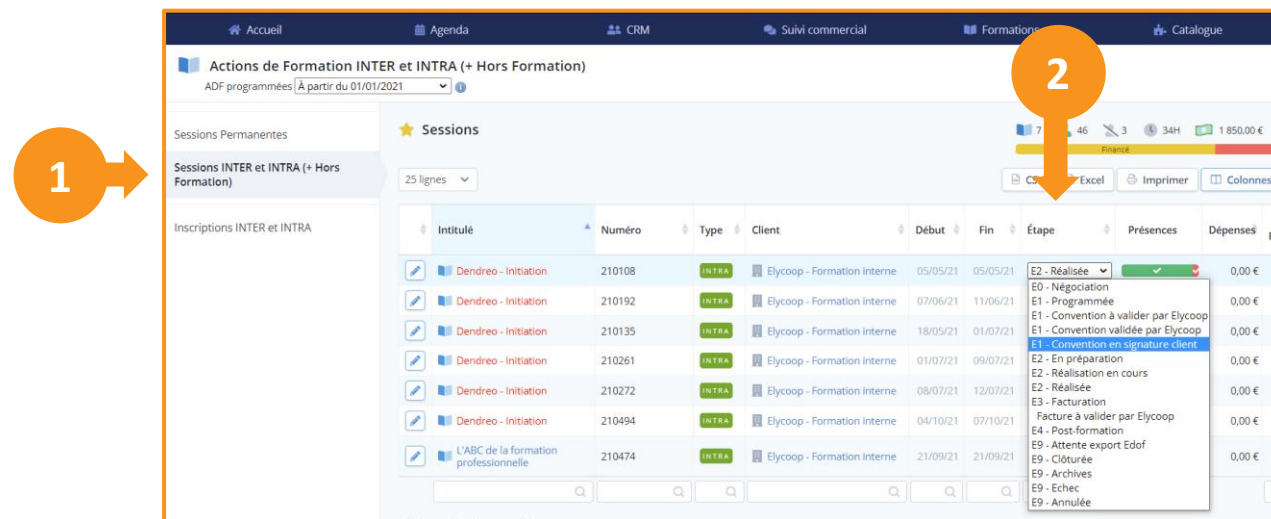 Accueil Agenda CRM Suivi commercial Formations Catalogue
Actions de Formation INTER et INTRA (+ Hors Formation)
ADF programmées À partir du 01/01/2021
2
1
Sessions Permanentes
Sessions INTER et INTRA (+ Hors
Formation)
Inscriptions INTER et INTRA
Sessions
7 46 3 34H 1 850.00 €
Financé
25 lignes
Excel Imprimer Colonnes
Intitulé Numéro Type Client Début Fin Étape Présences Dépenses
Dendreo - Initiation 210108 INTRA Elycoop - Formation interne 05/05/21 05/05/21 E2 - Réalisée 0,00 €
Dendreo - Initiation 210192 INTRA Elycoop - Formation interne 07/06/21 11/06/21 0,00 €
Dendreo - Initiation 210135 INTRA Elycoop - Formation interne 18/05/21 01/07/21 0,00 €
Dendreo - Initiation 210261 INTRA Elycoop - Formation interne 01/07/21 09/07/21 0,00 €
Dendreo - Initiation 210272 INTRA Elycoop - Formation interne 08/07/21 12/07/21 0,00 €
Dendreo - Initiation 210494 INTRA Elycoop - Formation interne 04/10/21 07/10/21 0,00 €
L'ABC de la formation
professionnelle 210474 INTRA Elycoop - Formation interne 21/09/21 21/09/21 0,00 €
E0 - Négociation
E1 - Programmée
E1 - Convention à valider par Elycoop
E1 - Convention validée par Elycoop
E1 - Convention en signature client
E2 - En préparation
E2 - Réalisation en cours
E2 - Réalisée
E3 - Facturation
Facture à valider par Elycoop
E4 - Post-formation
E9 - Attente export Edof
E9 - Clôturée
E9 - Archives
E9 - Echec
E9 - Annulée